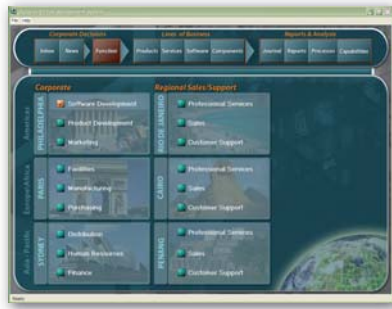 File Help
Corporate Decisions Lines of Business Reports & Analysis
Inbox News Function Products Services Software Components Journal Reports Processes Capabilities
Corporate Regional Sales/Support
Americas
PHILADELPHIA
Software Development
Product Development
Marketing
RIO DE JANEIRO
Professional Services
Sales
Customer Support
Europe/Africa
PARIS
Facilities
Manufacturing
Purchasing
CAIRO
Professional Services
Sales
Customer Support
Asia - Pacific
SYDNEY
Distribution
Human Resources
Finance
PENANG
Professional Services
Sales
Customer Support
Ready